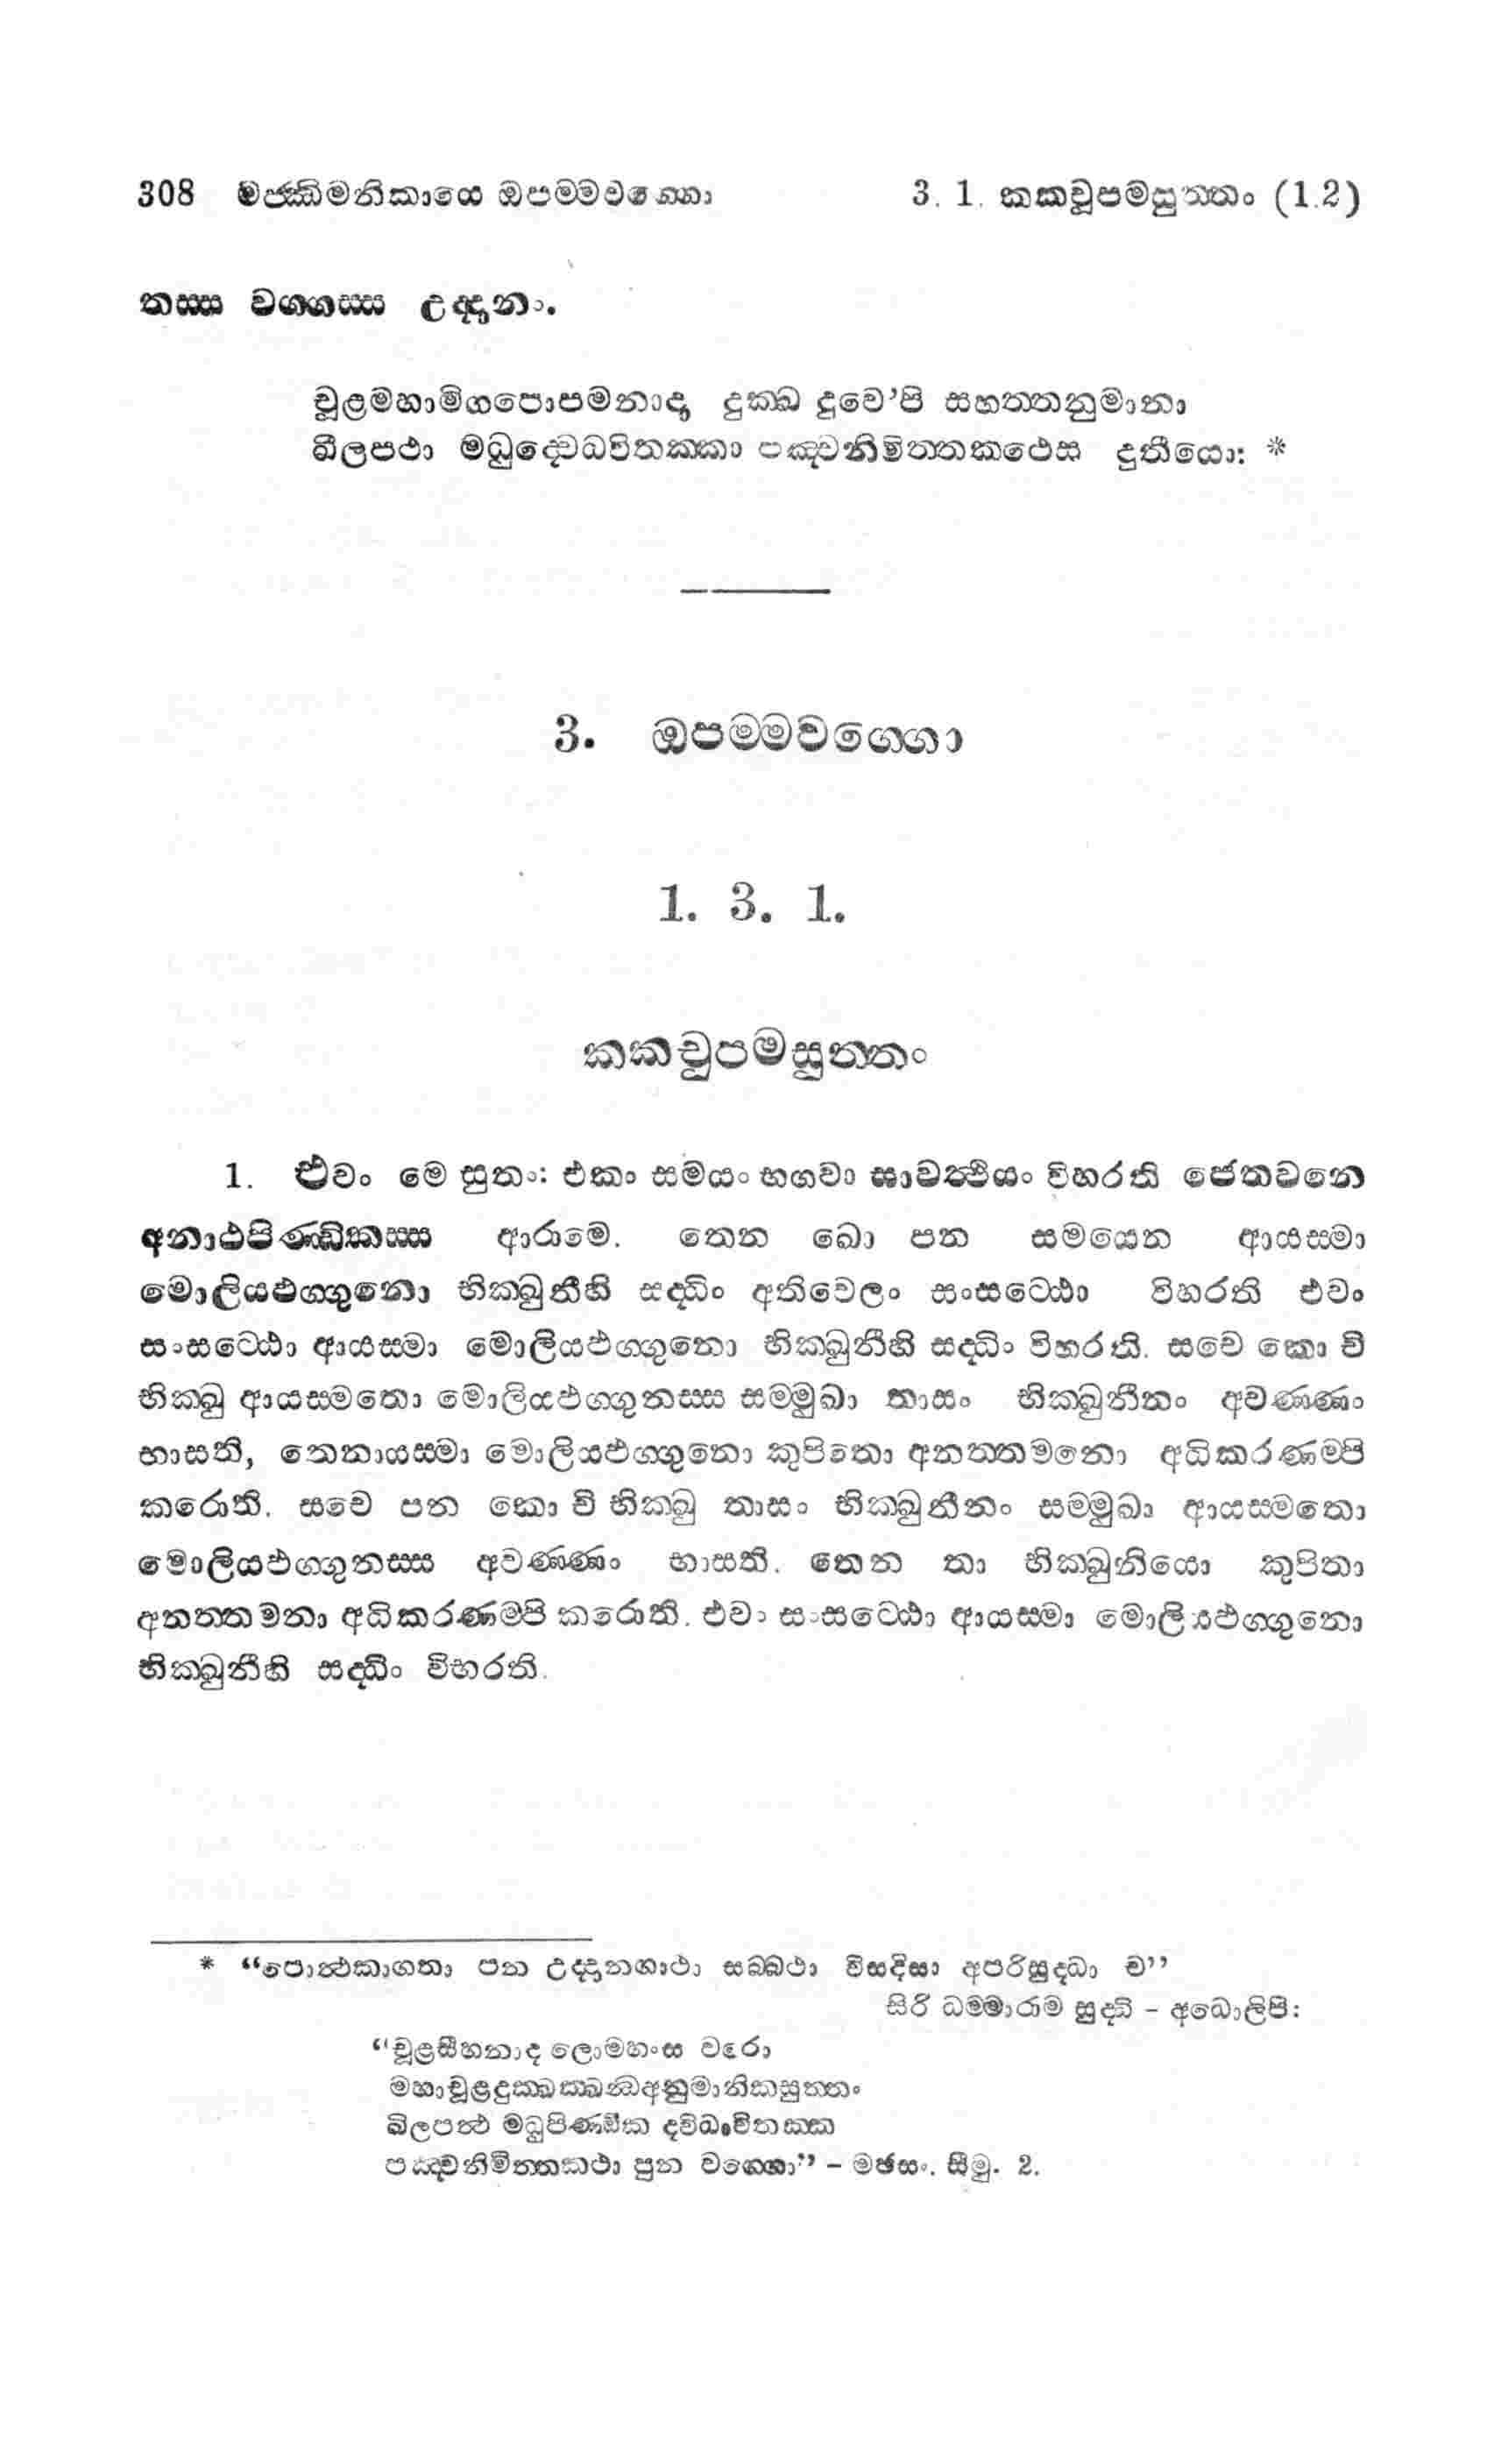 308 මජ්ඣිමනිකායෙ ඔපම්මවග්ගො 3. 1. කකචූපමසුත්තං (1.2)
තස්ස වග්ගස්ස උද්දානං.
චූළමහාමිගපොපමනාදා දුක්ඛ දුවෙ’පි සහත්තනුමානා
ඛීලපථා මධුද්වෙධවිතක්කා පඤ්චනිමිත්තකථෙස දුතීයො: *
3. ඔපම්මවග්ගො
1. 3. 1.
කකචූපමසුත්තං
1. එවං මෙ සුතං: එකං සමයං භගවා සාවත්ථියං විහරති ජෙතවනෙ
අනාථපිණ්ඩිකස්ස ආරාමෙ. තෙන ඛො පන සමයෙන ආයස්මා
මොලියඵග්ගුනො භික්ඛුනීහි සද්ධිං අතිවෙලං සංසට්ඨො විහරති එවං
සංසට්ඨො ආයස්මා මොලියඵග්ගුනො භික්ඛුනීහි සද්ධිං විහරති. සචෙ කො චි
භික්ඛු ආයස්මතො මොලියඵග්ගුනස්ස සම්මුඛා තාසං භික්ඛුනීනං අවණ්ණං
භාසති, තෙනායස්මා මොලියඵග්ගුනො කුපිතො අනත්තමනො අධිකරණම්පි
කරොති. සචෙ පන කො චි භික්ඛු තාසං භික්ඛුනීනං සම්මුඛා ආයස්මතො
මොලියඵග්ගුනස්ස අවණ්ණං භාසති. තෙන තා භික්ඛුනියො කුපිතා
අනත්තමනා අධිකරණම්පි කරොති. එවං සංසට්ඨො ආයස්මා මොලියඵග්ගුනො
භික්ඛුනීහි සද්ධිං විභරති.
* “පොත්ථකාගතා පන උද්දානගාථා සබ්බථා විසදිසා අපරිසුද්ධා ච”
සිරි ධම්මාරාම සුද්ධි – අධොලිපි:
“චූළසීහනාද ලොමහංස වරො
මහාචූළදුක්ඛක්ඛන්ධඅනුමානිකසුත්තං
ඛිලපත්ථ මධුපිණ්ඩික ද්විධාවිතක්ක
පඤ්චනිමිත්තකථා පුන වග්ගො” – මජසං. සීමු. 2.